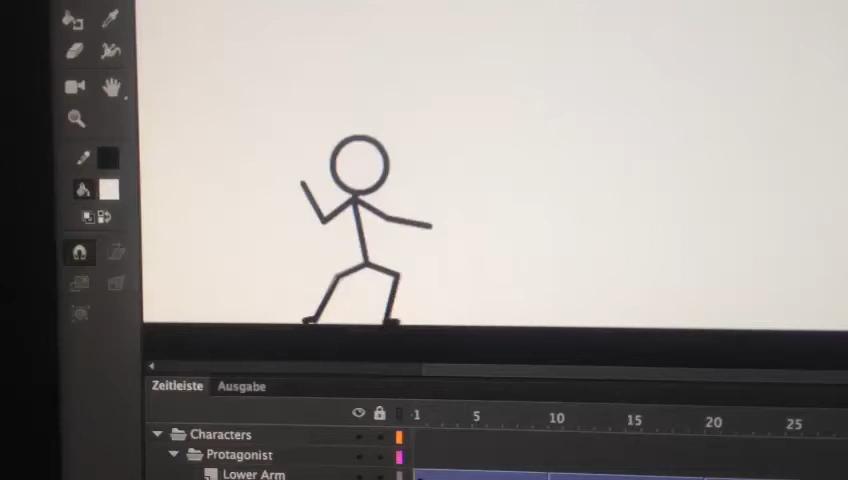 Zeitleiste Ausgabe
1 5 10 15 20 25
Characters
Protagonist
Lower Arm